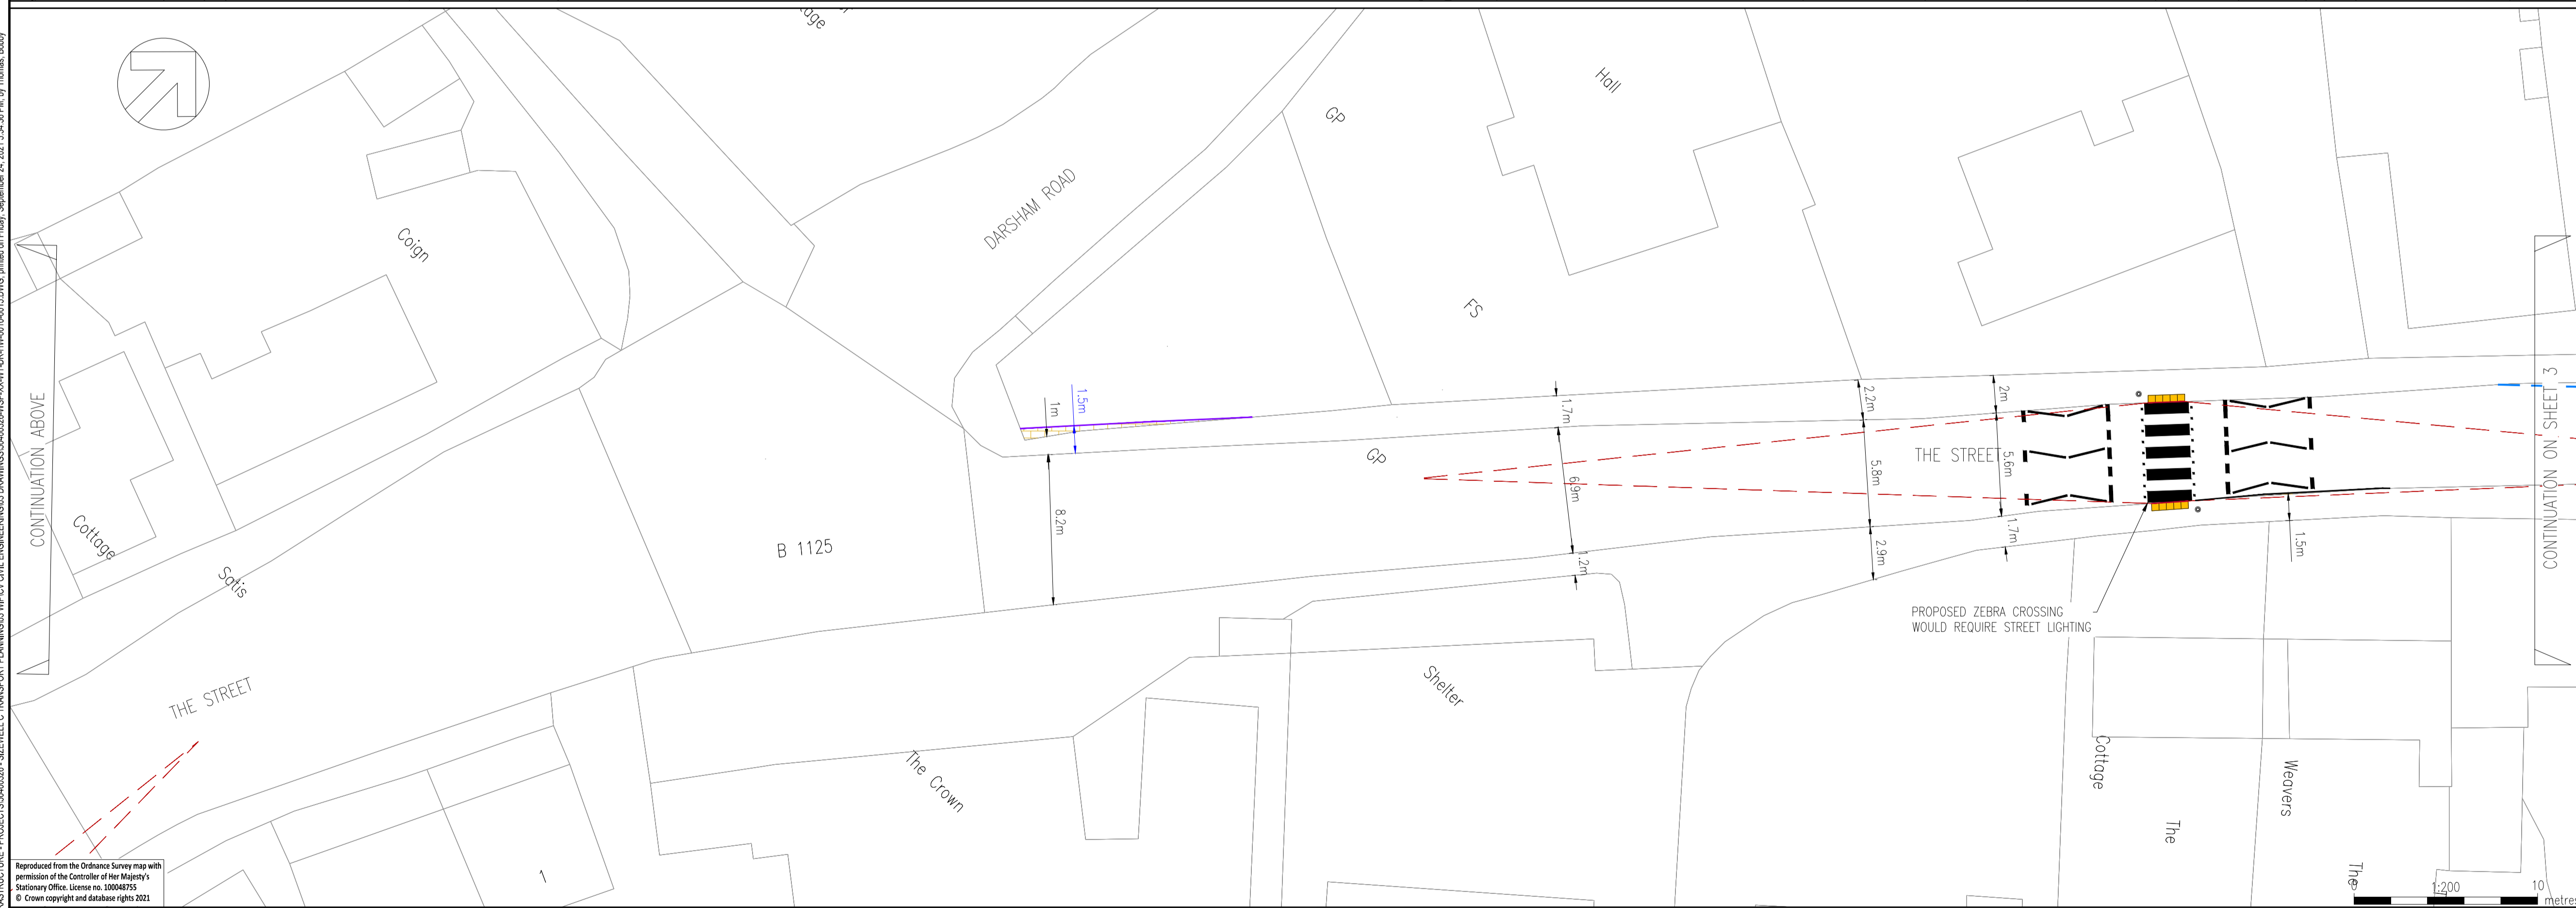 Hall
GP
DARSHAM ROAD
Coign
FS
CONTINUATION ABOVE
Cottage
Satis
THE STREET
B 1125
1m
1.5m
8.2m
GP
1.7m
6.9m
1.2m
2.2m
5.8m
2.9m
2m
5.6m
1.7m
THE STREET
1.5m
PROPOSED ZEBRA CROSSING
WOULD REQUIRE STREET LIGHTING
CONTINUATION ON SHEET 3
Shelter
The Crown
Cottage
The
Weavers
The
1
0
1:200
10
metres
Reproduced from the Ordnance Survey map with
permission of the Controller of Her Majesty's
Stationary Office. License no. 100048755
© Crown copyright and database rights 2021